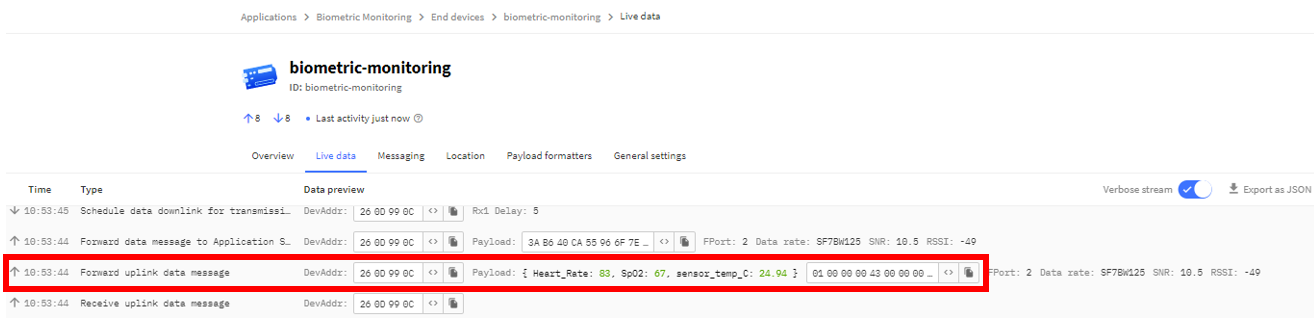 Applications > Biometric Monitoring > End devices > biometric-monitoring > Live data
biometric-monitoring
ID: biometric-monitoring
↑8 ↓8 • Last activity just now
Overview Live data Messaging Location Payload formatters General settings
Time Type Data preview Verbose stream Export as JSON
↓ 10:53:45 Schedule data downlink for transmissi… DevAddr: 26 0D 99 0C <> Rx1 Delay: 5
↑ 10:53:44 Forward data message to Application S… DevAddr: 26 0D 99 0C <> Payload: 3A B6 40 CA 55 96 6F 7E … <> FPort: 2 Data rate: SF7BW125 SNR: 10.5 RSSI: -49
↑ 10:53:44 Forward uplink data message DevAddr: 26 0D 99 0C <> Payload: { Heart_Rate: 83, SpO2: 67, sensor_temp_C: 24.94 } 01 00 00 00 43 00 00 00 … <> FPort: 2 Data rate: SF7BW125 SNR: 10.5 RSSI: -49
↑ 10:53:44 Receive uplink data message DevAddr: 26 0D 99 0C <>